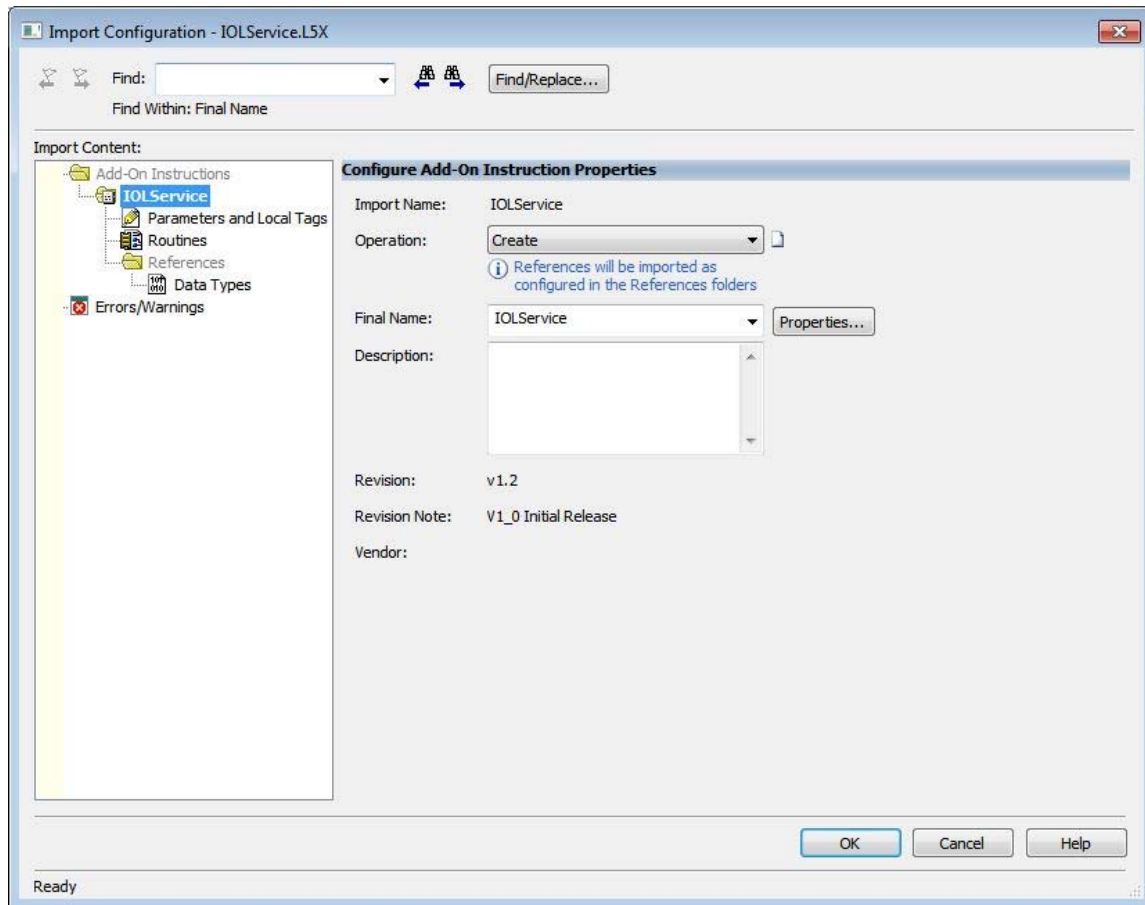 Import Configuration - IOLService.L5X
Find:
Find/Replace...
Find Within: Final Name
Import Content:
Add-On Instructions
IOLService
Parameters and Local Tags
Routines
References
Data Types
Errors/Warnings
Configure Add-On Instruction Properties
Import Name: IOLService
Operation: Create
References will be imported as
configured in the References folders
Final Name: IOLService Properties...
Description:
Revision: v1.2
Revision Note: V1_0 Initial Release
Vendor:
OK Cancel Help
Ready